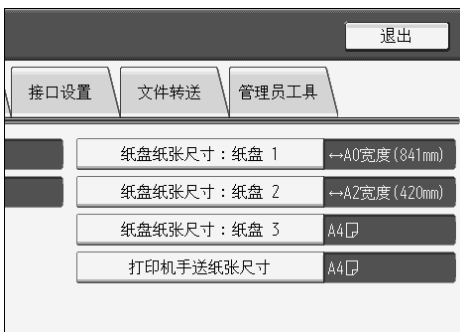 退出
接口设置 文件转送 管理员工具
纸盘纸张尺寸：纸盘 1 ↔A0宽度(841mm)
纸盘纸张尺寸：纸盘 2 ↔A2宽度(420mm)
纸盘纸张尺寸：纸盘 3 A4
打印机手送纸张尺寸 A4